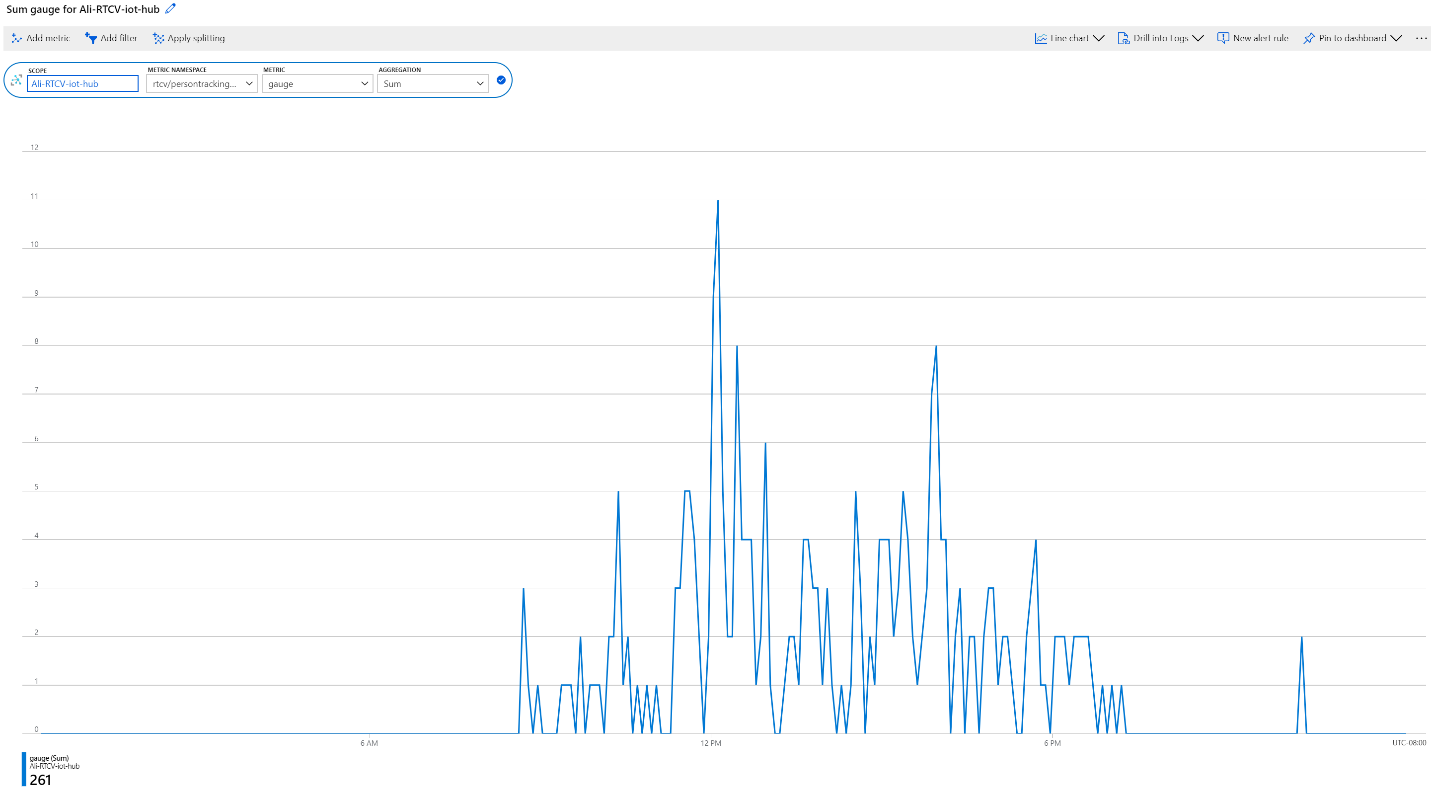 Sum gauge for Ali-RTCV-iot-hub
Add metric Add filter Apply splitting Line chart Drill into Logs New alert rule Pin to dashboard ...
SCOPE METRIC NAMESPACE METRIC AGGREGATION
Ali-RTCV-iot-hub rtcv/persontracking... gauge Sum
12
11
10
9
8
7
6
5
4
3
2
1
0
6 AM 12 PM 6 PM UTC-08:00
gauge (Sum)
Ali-RTCV-iot-hub
261